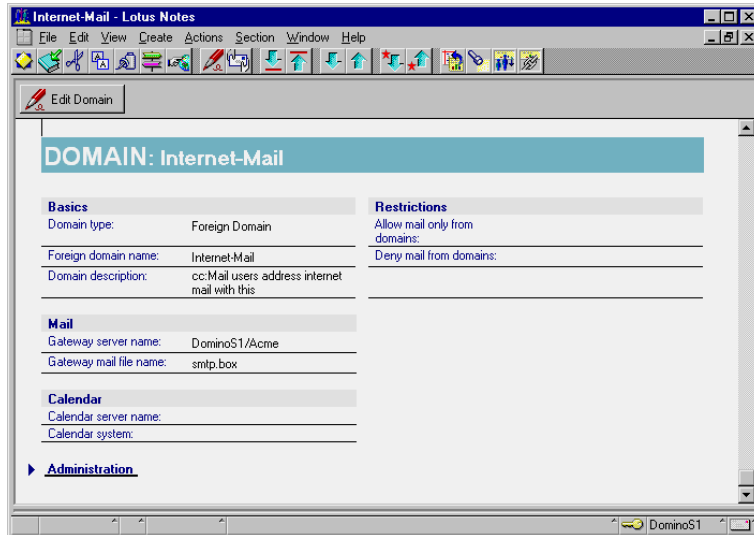 Internet-Mail - Lotus Notes
File Edit View Create Actions Section Window Help
Edit Domain
DOMAIN: Internet-Mail
Basics
Domain type: Foreign Domain
Foreign domain name: Internet-Mail
Domain description: cc:Mail users address internet
mail with this
Restrictions
Allow mail only from
domains:
Deny mail from domains:
Mail
Gateway server name: DominoS1/Acme
Gateway mail file name: smtp.box
Calendar
Calendar server name:
Calendar system:
Administration
DominoS1